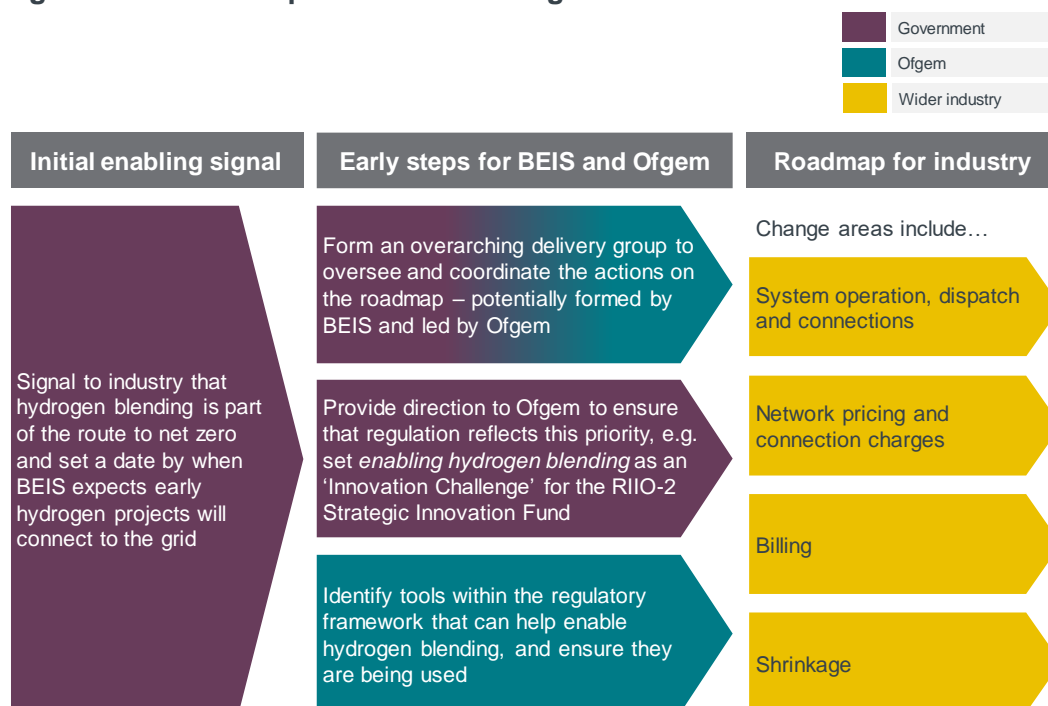 Government
Ofgem
Wider industry
Initial enabling signal
Early steps for BEIS and Ofgem
Roadmap for industry
Signal to industry that
hydrogen blending is part
of the route to net zero
and set a date by when
BEIS expects early
hydrogen projects will
connect to the grid
Form an overarching delivery group to
oversee and coordinate the actions on
the roadmap – potentially formed by
BEIS and led by Ofgem
Provide direction to Ofgem to ensure
that regulation reflects this priority, e.g.
set enabling hydrogen blending as an
‘Innovation Challenge’ for the RIIO-2
Strategic Innovation Fund
Identify tools within the regulatory
framework that can help enable
hydrogen blending, and ensure they
are being used
Change areas include…
System operation, dispatch
and connections
Network pricing and
connection charges
Billing
Shrinkage